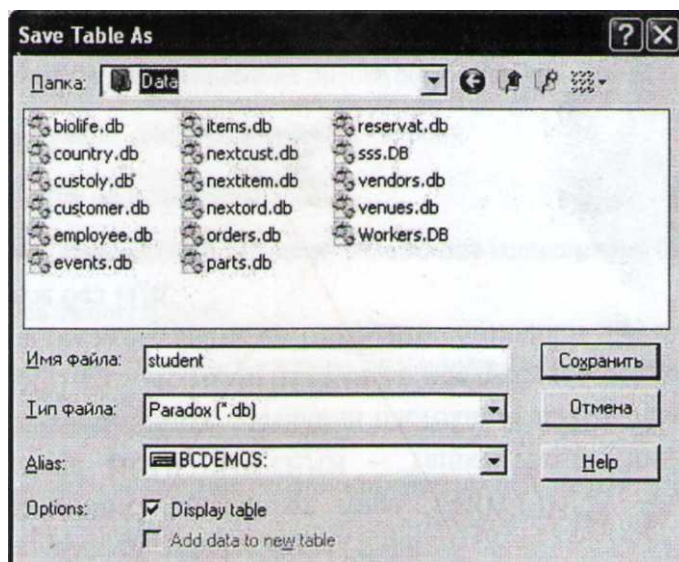 Save Table As
Папка: Data
biolife.db items.db reservat.db
country.db nextcust.db sss.DB
custoly.db nextitem.db vendors.db
customer.db nextord.db venues.db
employee.db orders.db Workers.DB
events.db parts.db
Имя файла: student Сохранить
Тип файла: Paradox (*.db) Отмена
Alias: BCDEMOS: Help
Options: Display table
Add data to new table